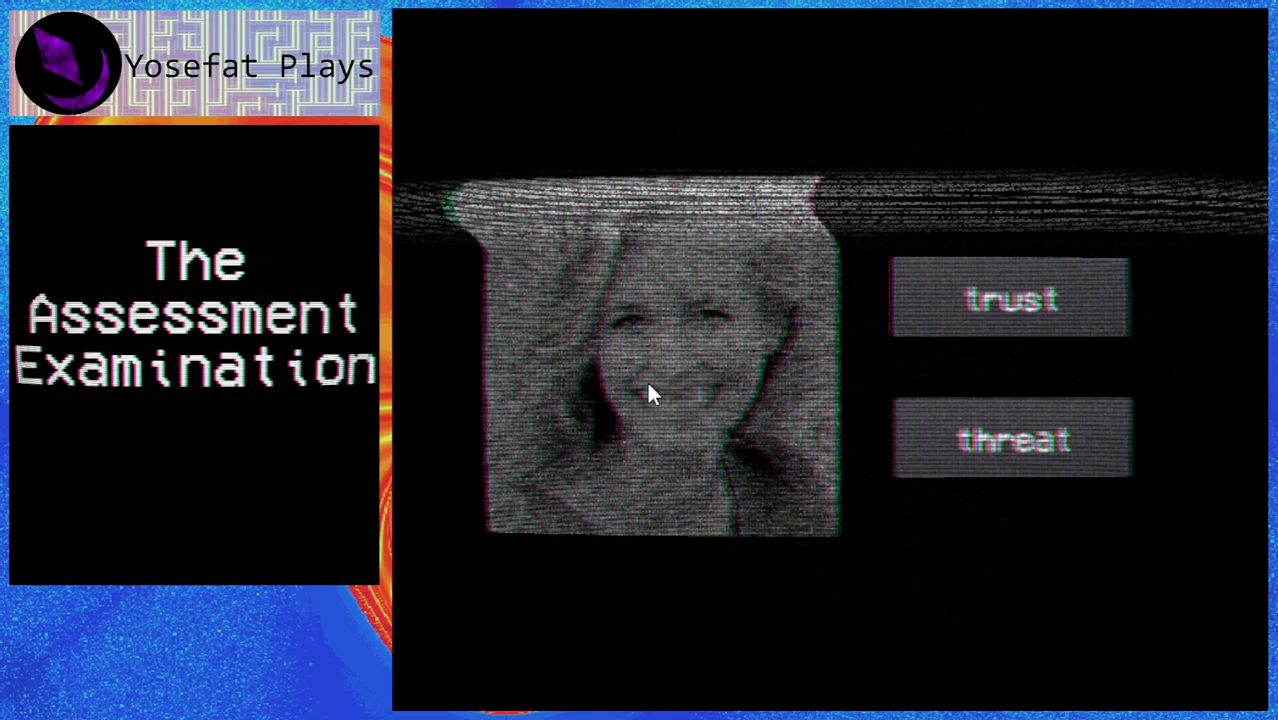 Yosefat Plays
The
Assessment
Examination
trust
threat